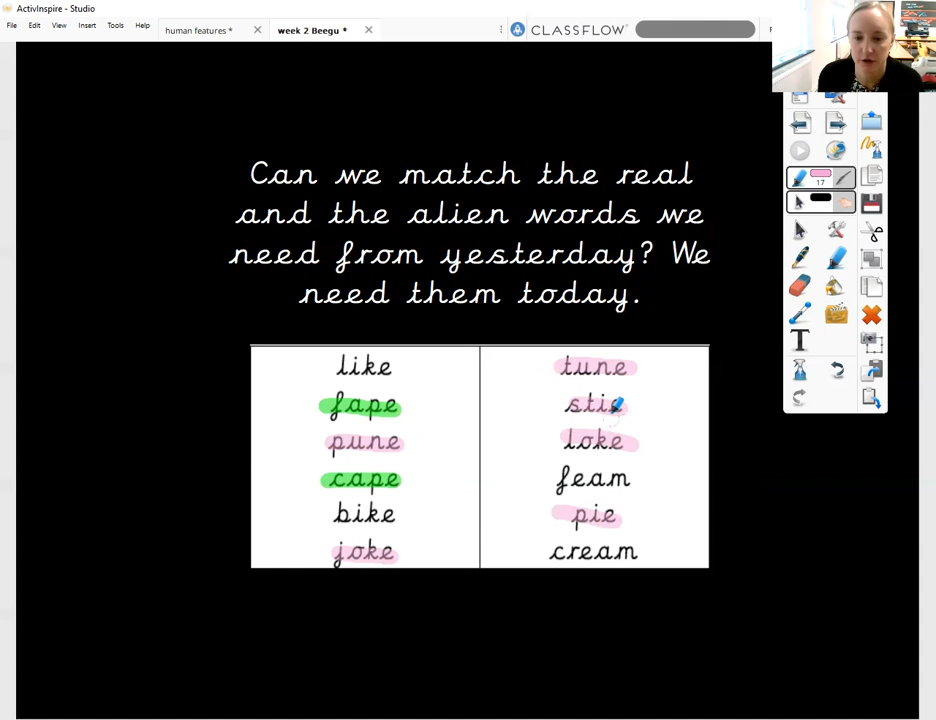 ActivInspire - Studio
File Edit View Insert Tools Help
human features *
week 2 Beegu *
CLASSFLOW
17
Can we match the real
and the alien words we
need from yesterday? We
need them today.
like tune
fape stie
pune loke
cape feam
bike pie
joke cream
T